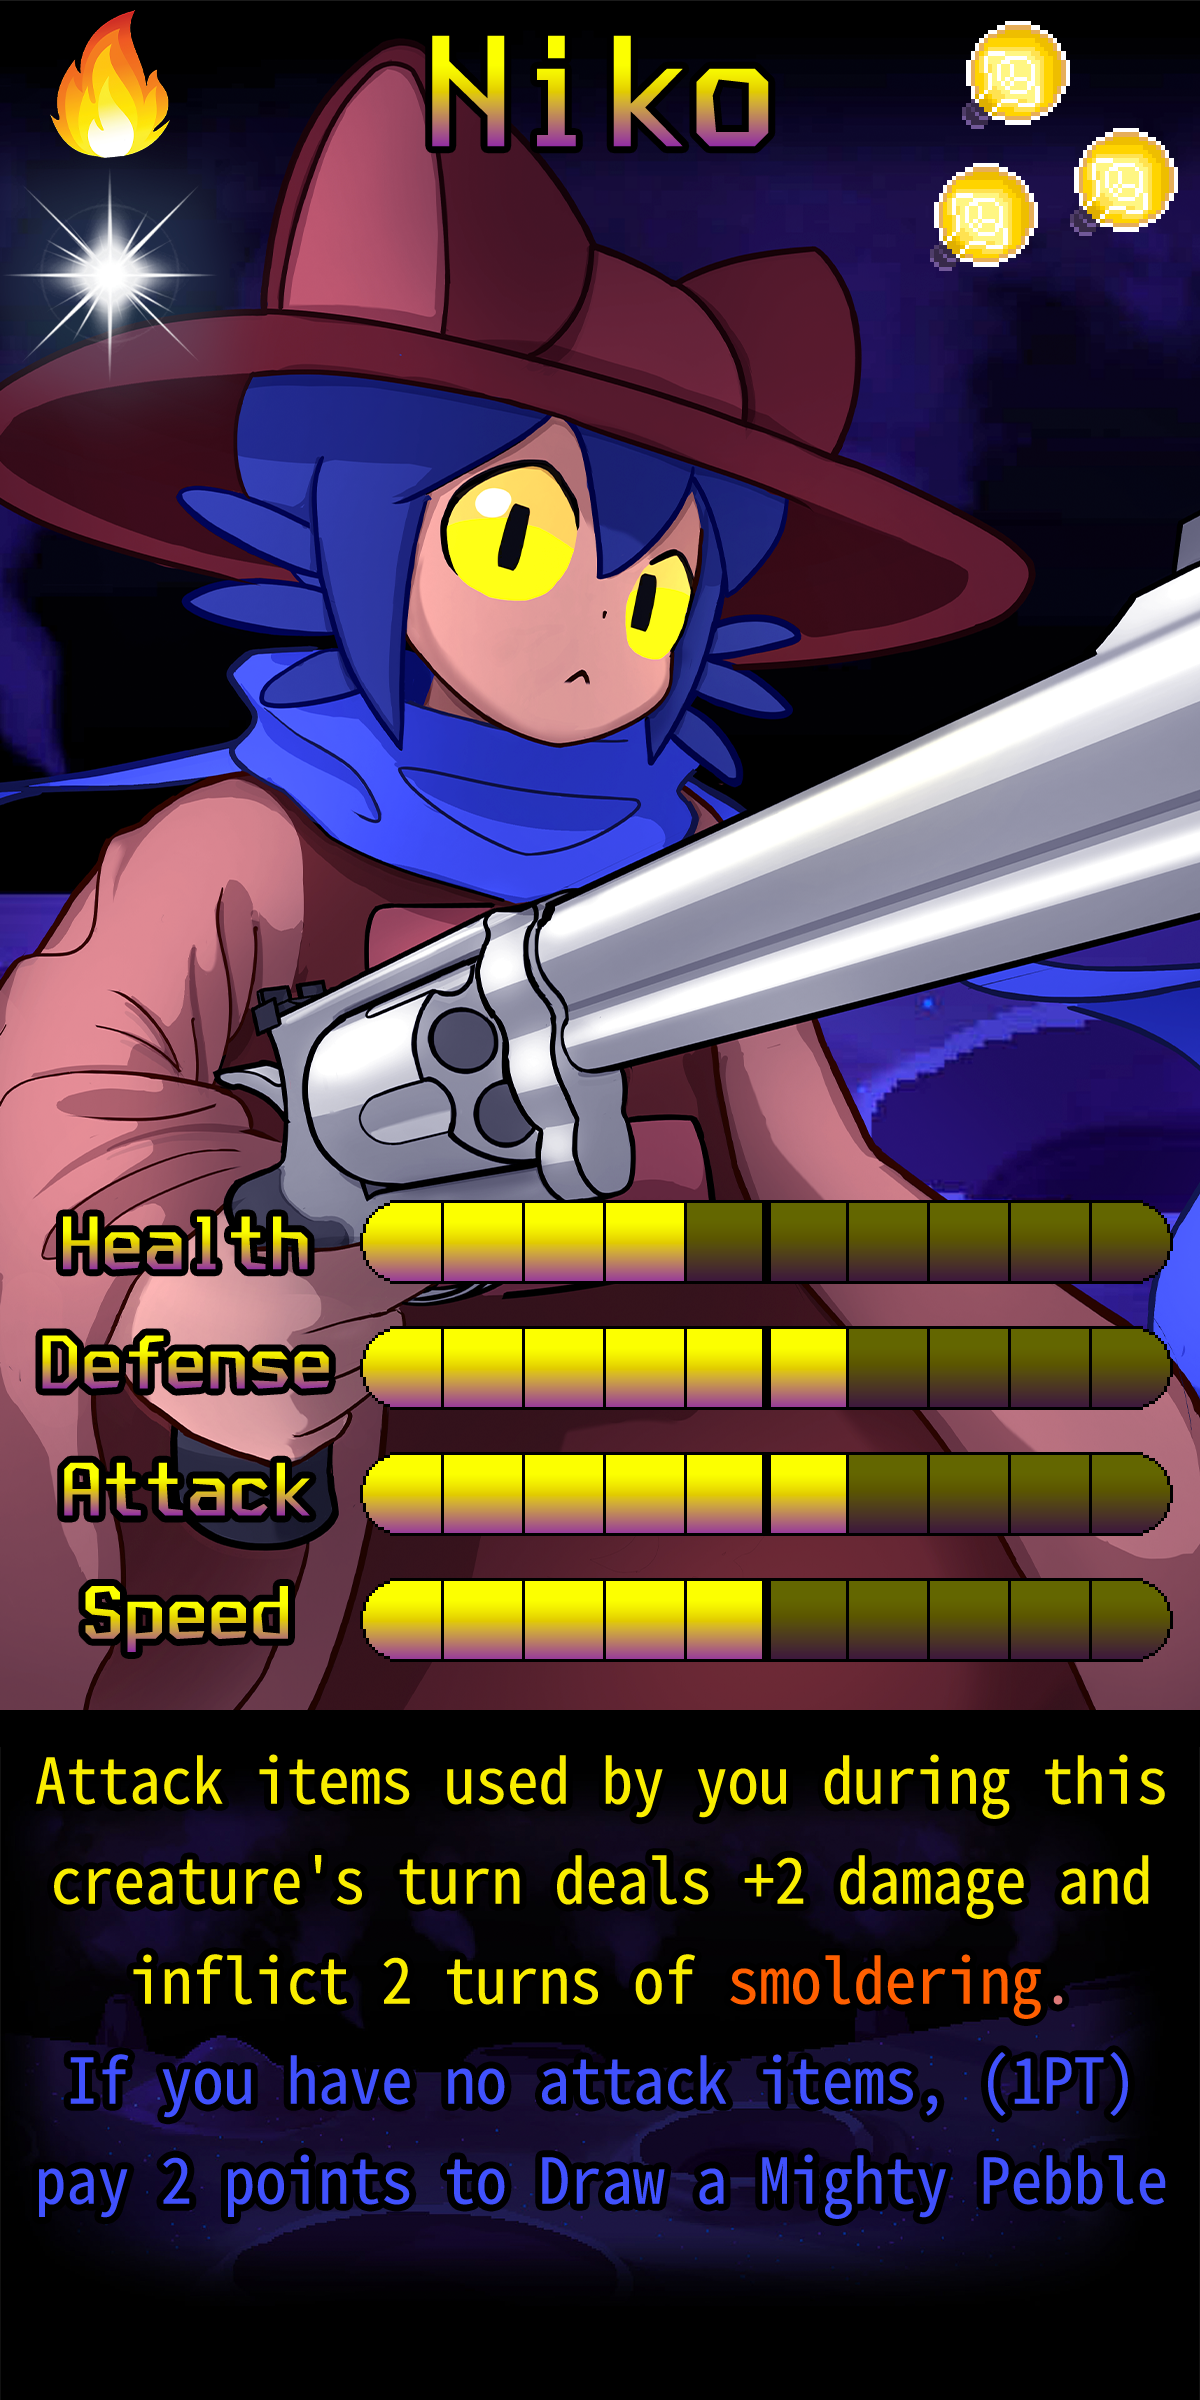 Niko
Health
Defense
Attack
Speed
Attack items used by you during this
creature's turn deals +2 damage and
inflict 2 turns of smoldering.
If you have no attack items, (1PT)
pay 2 points to Draw a Mighty Pebble